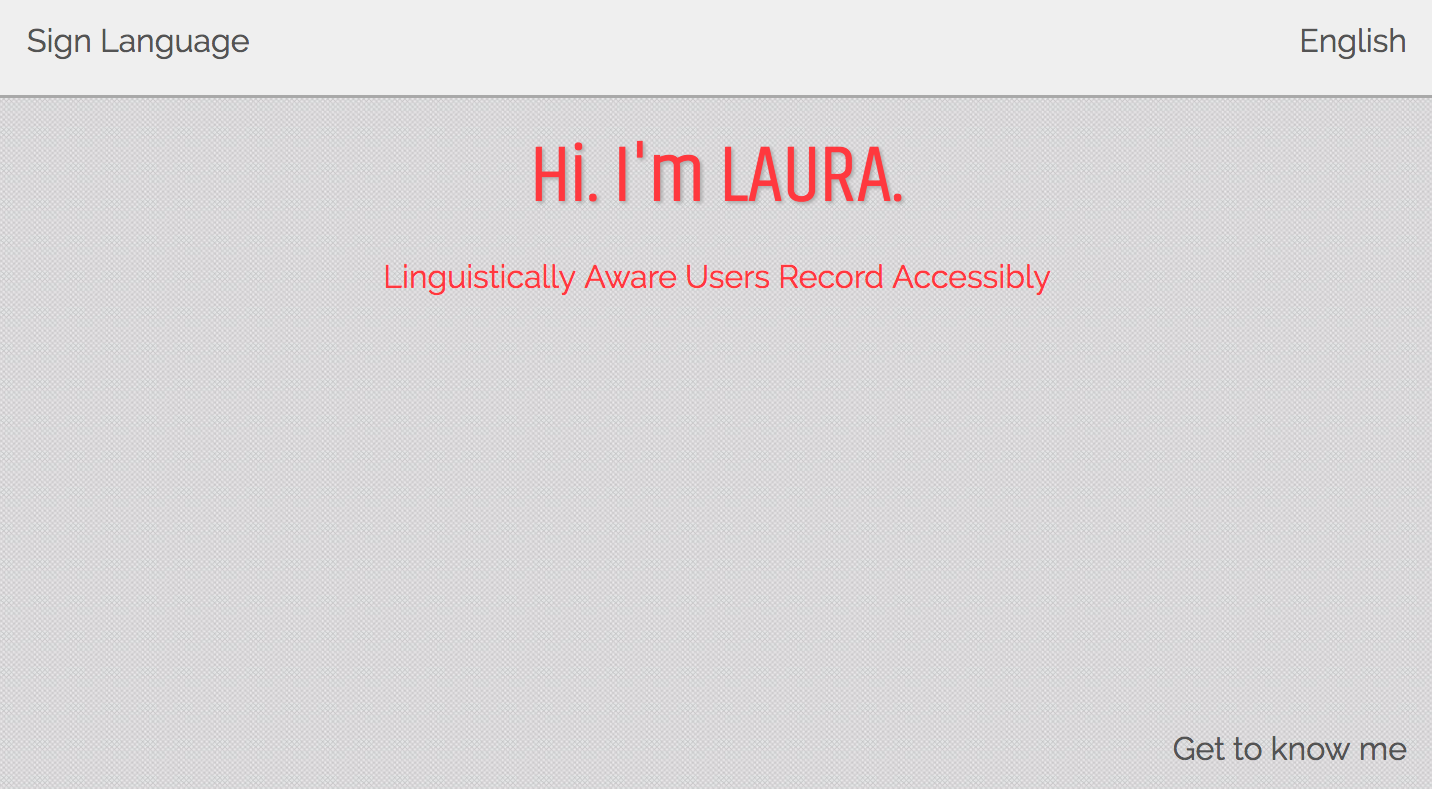 Sign Language English
Hi. I'm LAURA.
Linguistically Aware Users Record Accessibly
Get to know me